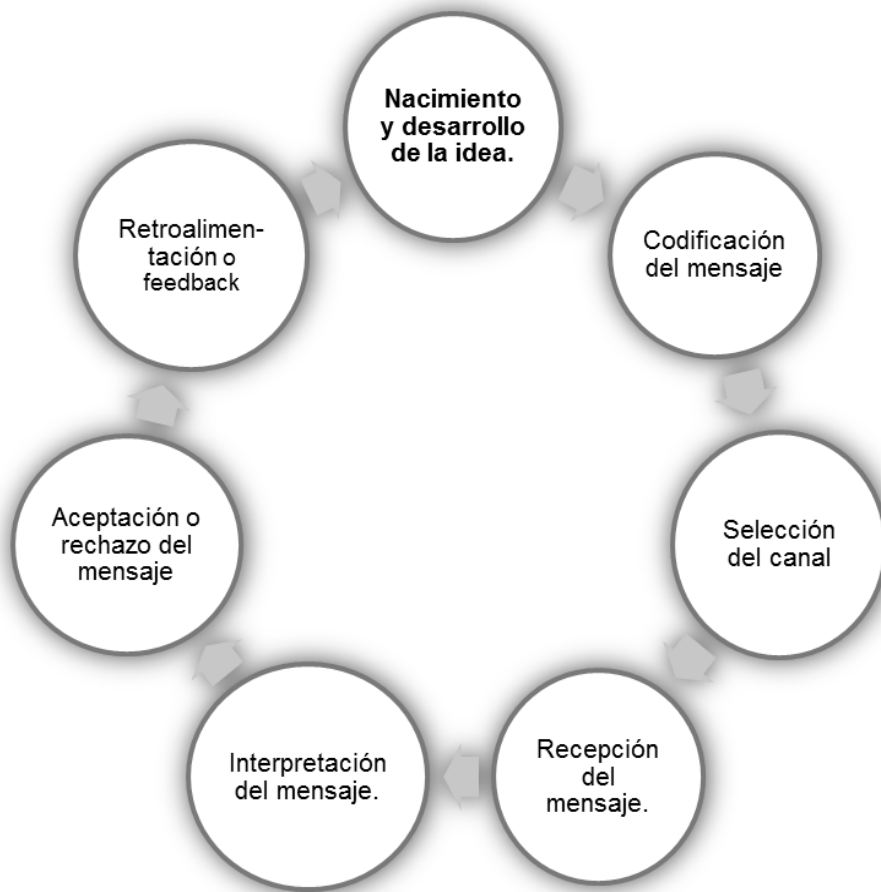 Nacimiento
y desarrollo
de la idea.
Codificación
del mensaje
Selección
del canal
Recepción
del
mensaje.
Interpretación
del mensaje.
Aceptación o
rechazo del
mensaje
Retroalimen-
tación o
feedback